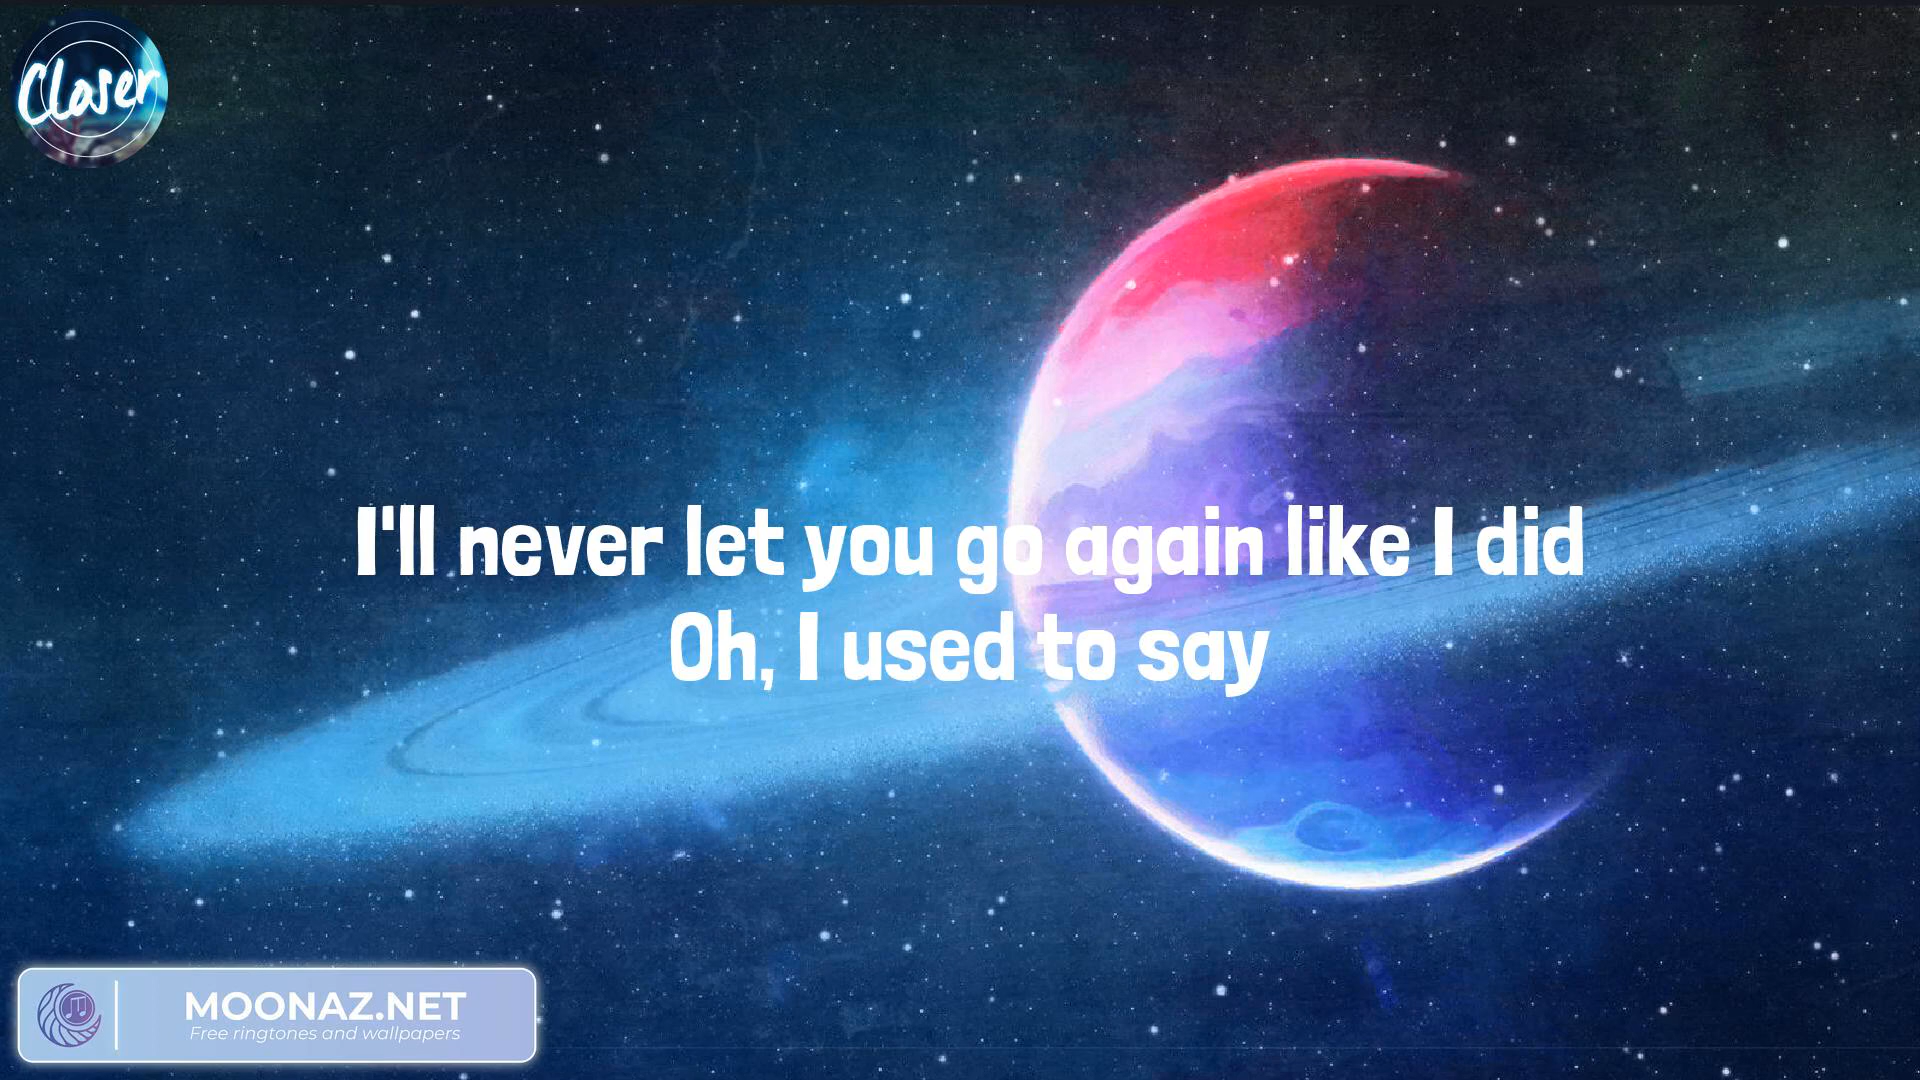 Closer
I'll never let you go again like I did
Oh, I used to say
MOONAZ.NET
Free ringtones and wallpapers